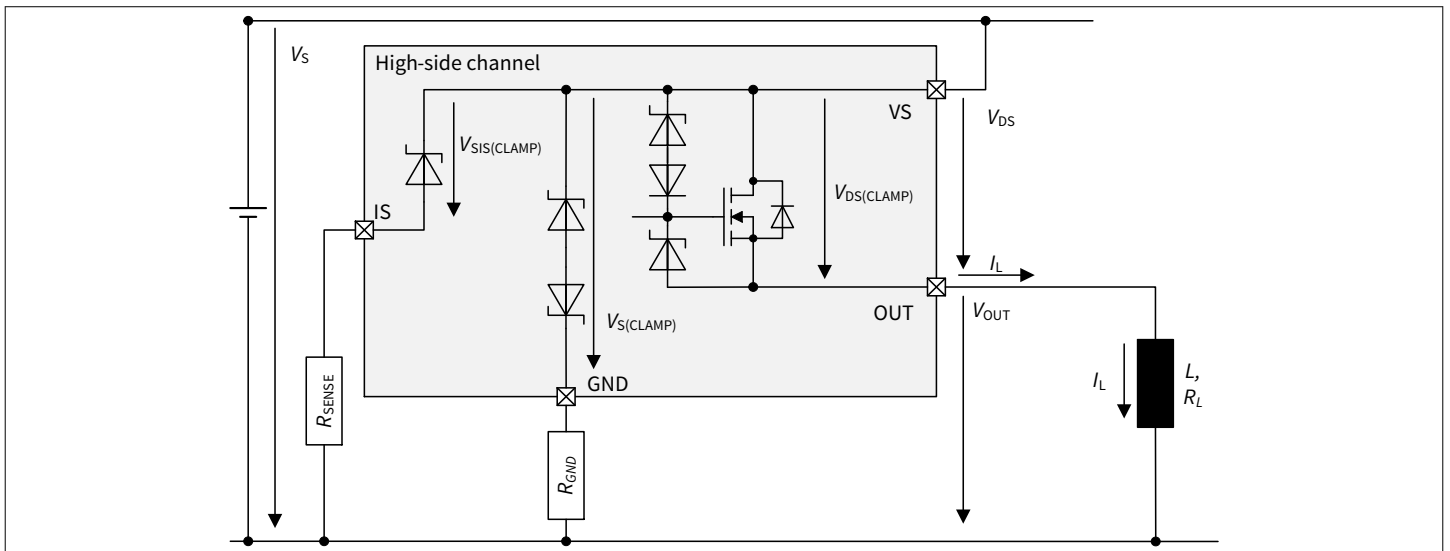 VS
High-side channel
VS
VDS
VSIS(CLAMP)
VDS(CLAMP)
IS
IL
OUT
VOUT
VS(CLAMP)
GND
RSENSE
RGND
IL
L,
RL